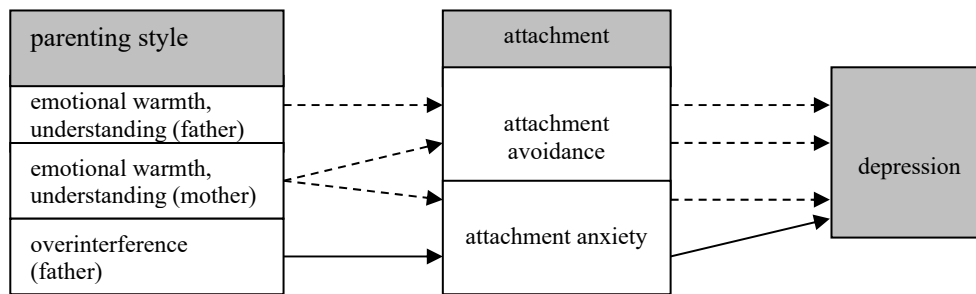 parenting style
emotional warmth,
understanding (father)
emotional warmth,
understanding (mother)
overinterference
(father)
attachment
attachment
avoidance
attachment anxiety
depression